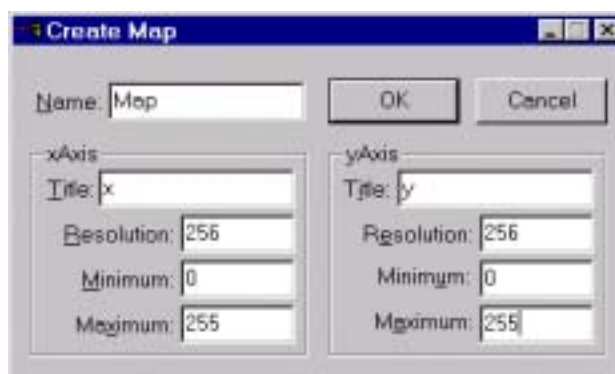 Create Map
Name: Map
OK
Cancel
xAxis
Title: x
Resolution: 256
Minimum: 0
Maximum: 255
yAxis
Title: y
Resolution: 256
Minimum: 0
Maximum: 255